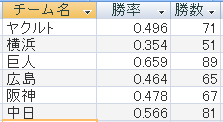 チーム名 勝率 勝数
ヤクルト 0.496 71
横浜 0.354 51
巨人 0.659 89
広島 0.464 65
阪神 0.478 67
中日 0.566 81